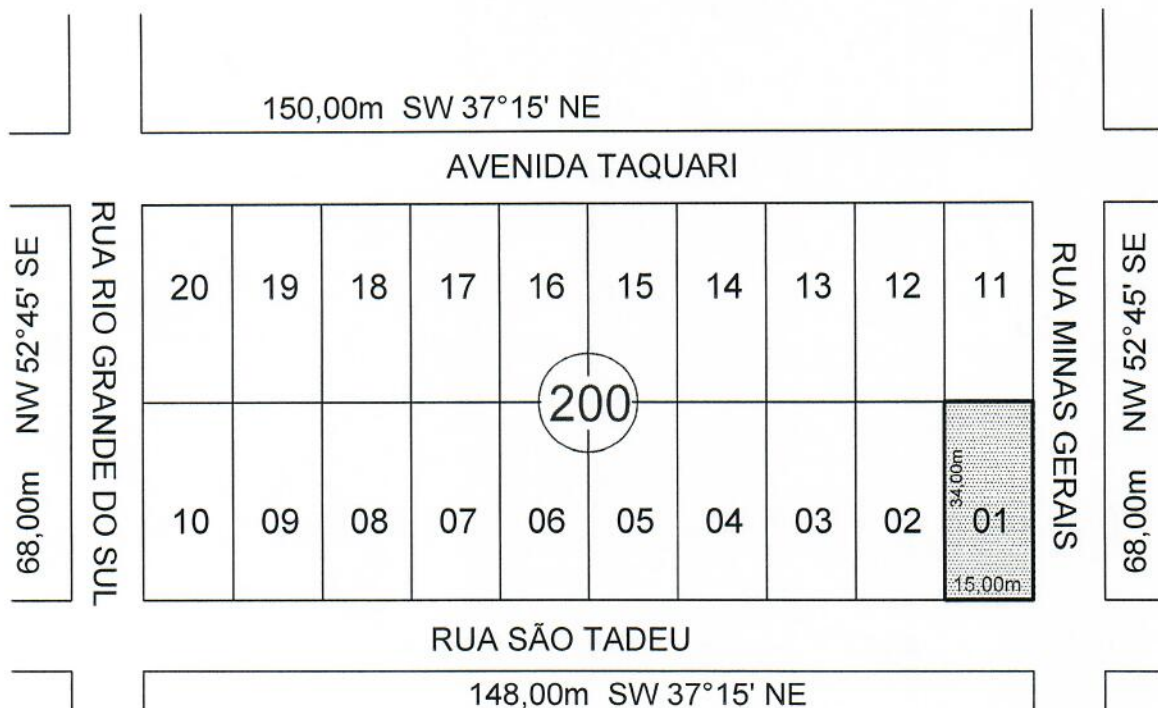 150,00m SW 37°15' NE
AVENIDA TAQUARI
68,00m NW 52°45' SE
RUA RIO GRANDE DO SUL
20 19 18 17 16 15 14 13 12 11
RUA MINAS GERAIS
68,00m NW 52°45' SE
200
34,00m
10 09 08 07 06 05 04 03 02 01
15,00m
RUA SÃO TADEU
148,00m SW 37°15' NE